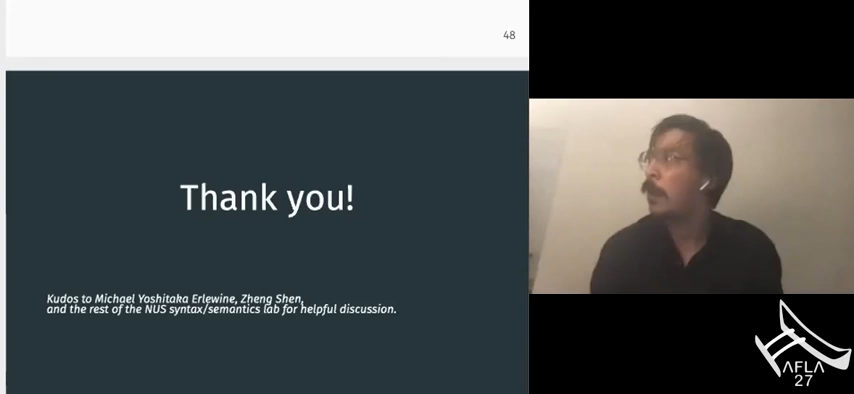 48
Thank you!
Kudos to Michael Yoshitaka Erlewine, Zheng Shen,
and the rest of the NUS syntax/semantics lab for helpful discussion.
AFLA
27